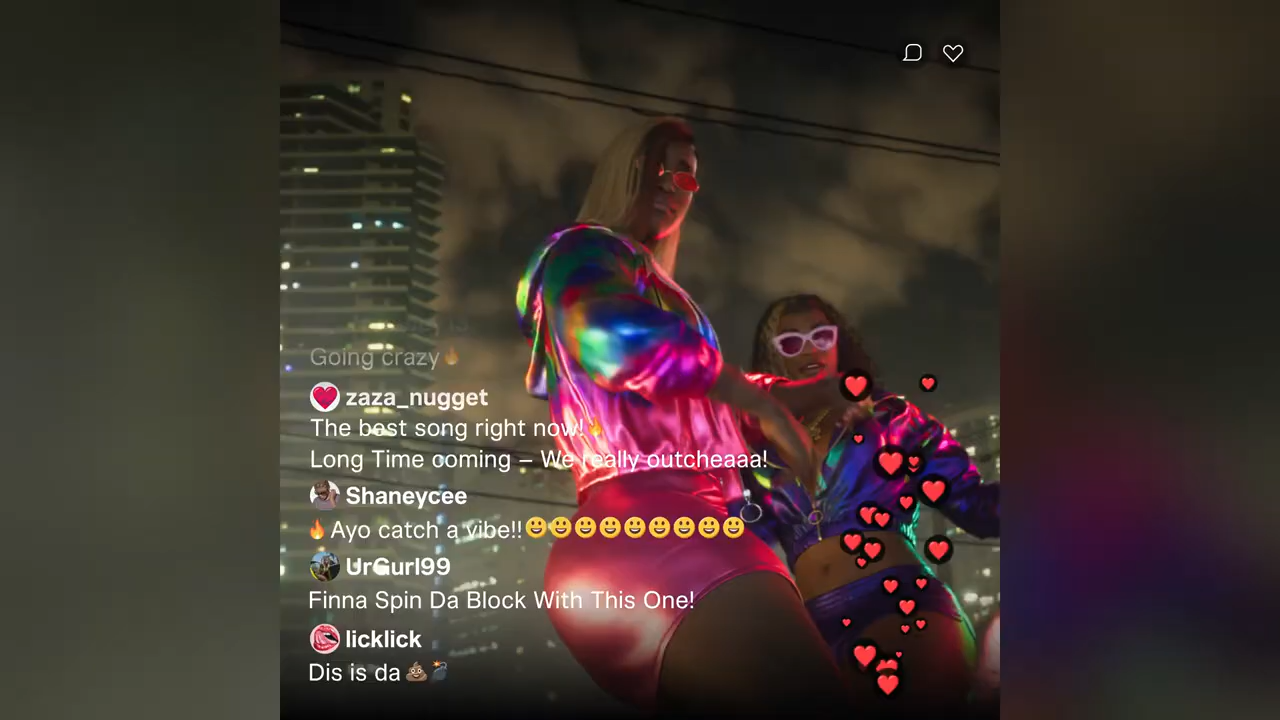 Going crazy🔥
zaza_nugget
The best song right now!🔥
Long Time coming – We really outcheaaa!
Shaneycee
🔥Ayo catch a vibe!!😀😀😀😀😀😀😀😀😀
UrGurl99
Finna Spin Da Block With This One!
licklick
Dis is da💩💣